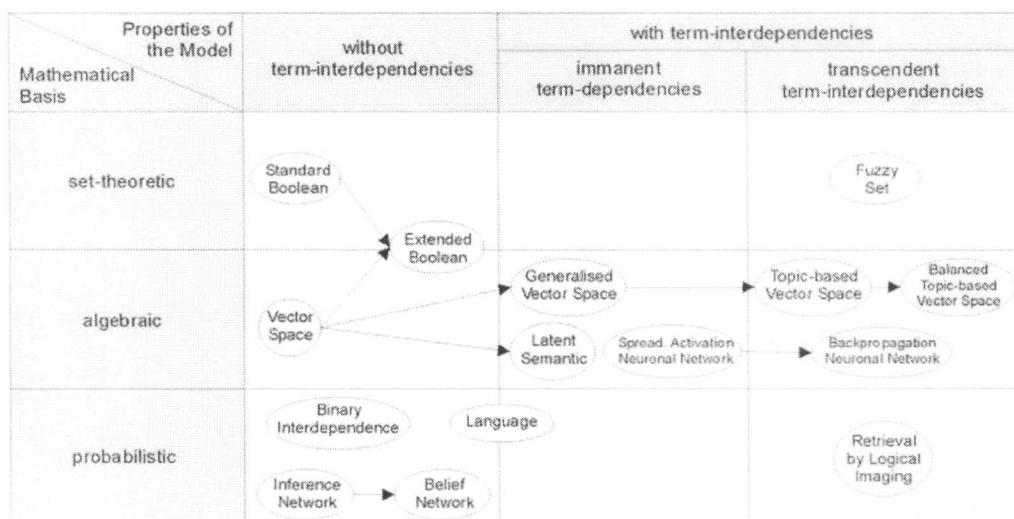 Properties of
the Model
Mathematical
Basis
without
term-interdependencies
with term-interdependencies
immanent
term-dependencies
transcendent
term-interdependencies
set-theoretic
Standard
Boolean
Fuzzy
Set
Extended
Boolean
algebraic
Vector
Space
Generalised
Vector Space
Topic-based
Vector Space
Balanced
Topic-based
Vector Space
Latent
Semantic
Spread. Activation
Neuronal Network
Backpropagation
Neuronal Network
probabilistic
Binary
Interdependence
Language
Retrieval
by Logical
Imaging
Inference
Network
Belief
Network